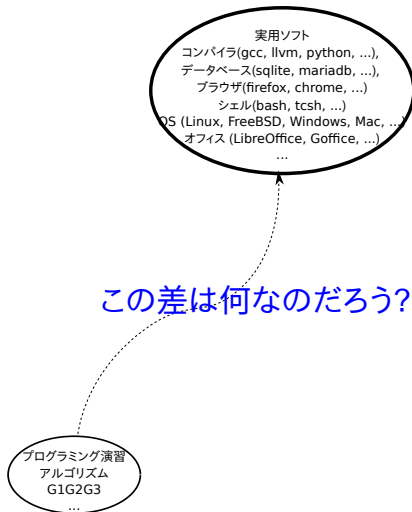 実用ソフト
コンパイラ(gcc, llvm, python, ...),
データベース(sqlite, mariadb, ...),
ブラウザ(firefox, chrome, ...)
シェル(bash, tcsh, ...)
OS (Linux, FreeBSD, Windows, Mac, ...)
オフィス (LibreOffice, Goffice, ...)
...
この差は何なのだろう?
プログラミング演習
アルゴリズム
G1G2G3
...